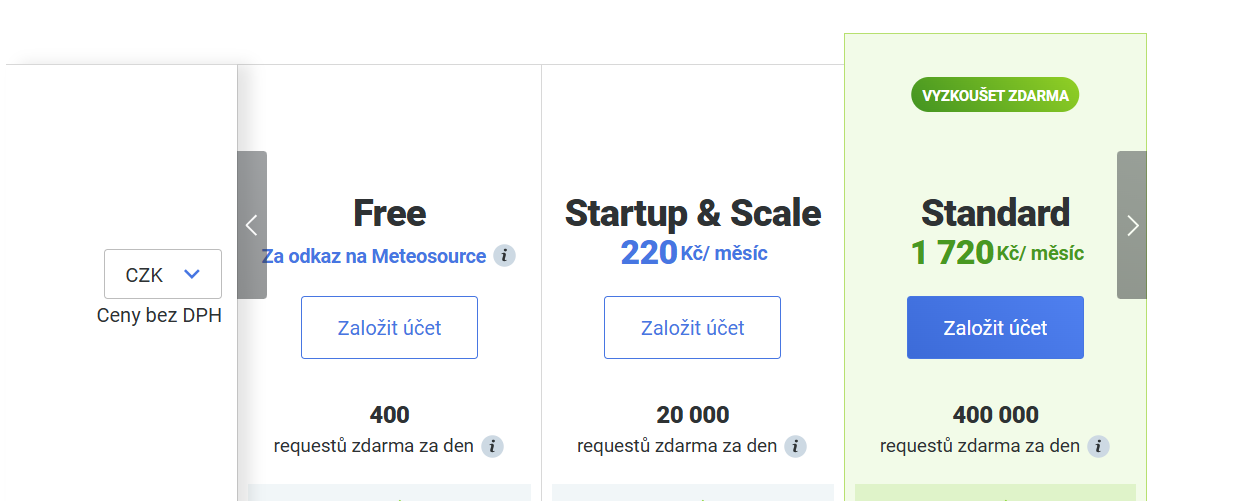 VYZKOUŠET ZDARMA
Free
Startup & Scale
Standard
Za odkaz na Meteosource i
220 Kč/ měsíc
1 720 Kč/ měsíc
CZK
Ceny bez DPH
Založit účet
Založit účet
Založit účet
400
20 000
400 000
requestů zdarma za den i
requestů zdarma za den i
requestů zdarma za den i